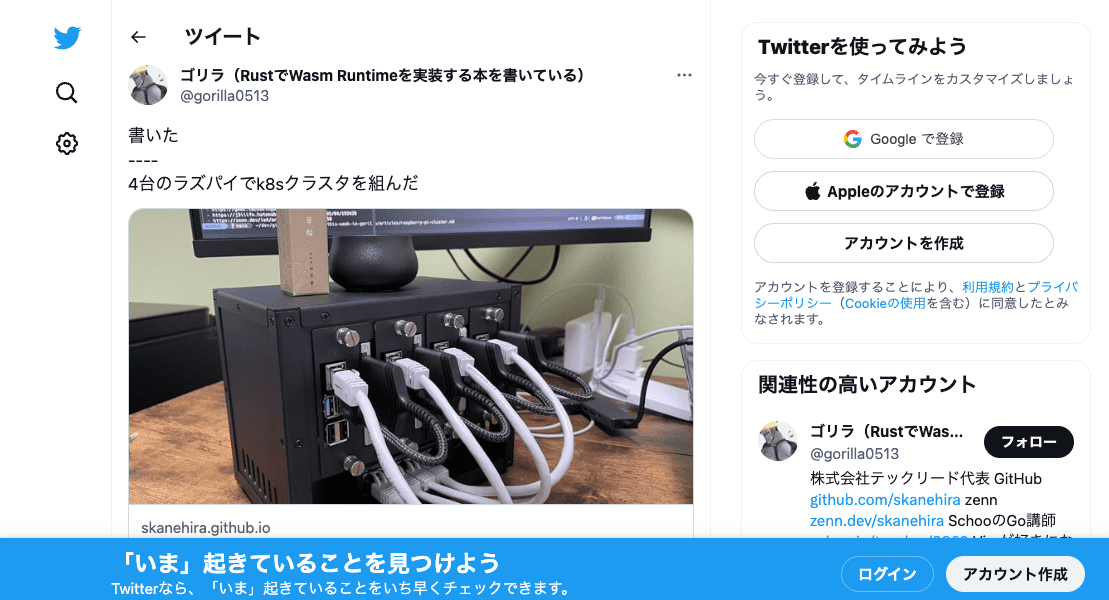 ツイート
ゴリラ（RustでWasm Runtimeを実装する本を書いている）
@gorilla0513
書いた
----
4台のラズパイでk8sクラスタを組んだ
skanehira.github.io
Twitterを使ってみよう
今すぐ登録して、タイムラインをカスタマイズしましょ
う。
Google で登録
Appleのアカウントで登録
アカウントを作成
アカウントを登録することにより、利用規約とプライバ
シーポリシー（Cookieの使用を含む）に同意したとみ
なされます。
関連性の高いアカウント
ゴリラ（RustでWas...
@gorilla0513
フォロー
株式会社テックリード代表 GitHub
github.com/skanehira zenn
zenn.dev/skanehira SchooのGo講師
「いま」起きていることを見つけよう
Twitterなら、「いま」起きていることをいち早くチェックできます。
ログイン
アカウント作成